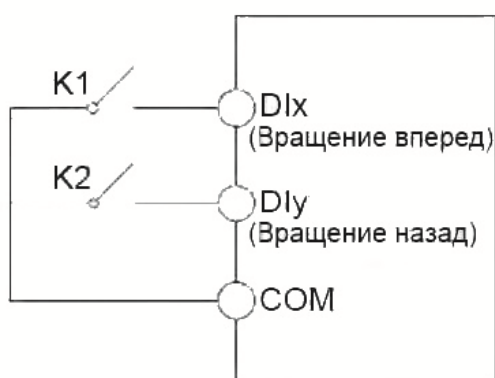 K1
DIx
(Вращение вперед)
K2
DIy
(Вращение назад)
COM